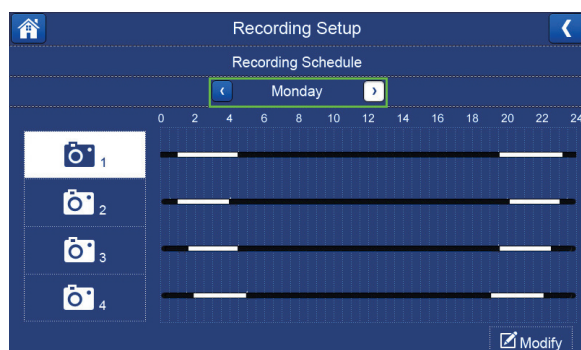 Recording Setup
Recording Schedule
Monday
0 2 4 6 8 10 12 14 16 18 20 22 24
1
2
3
4
Modify